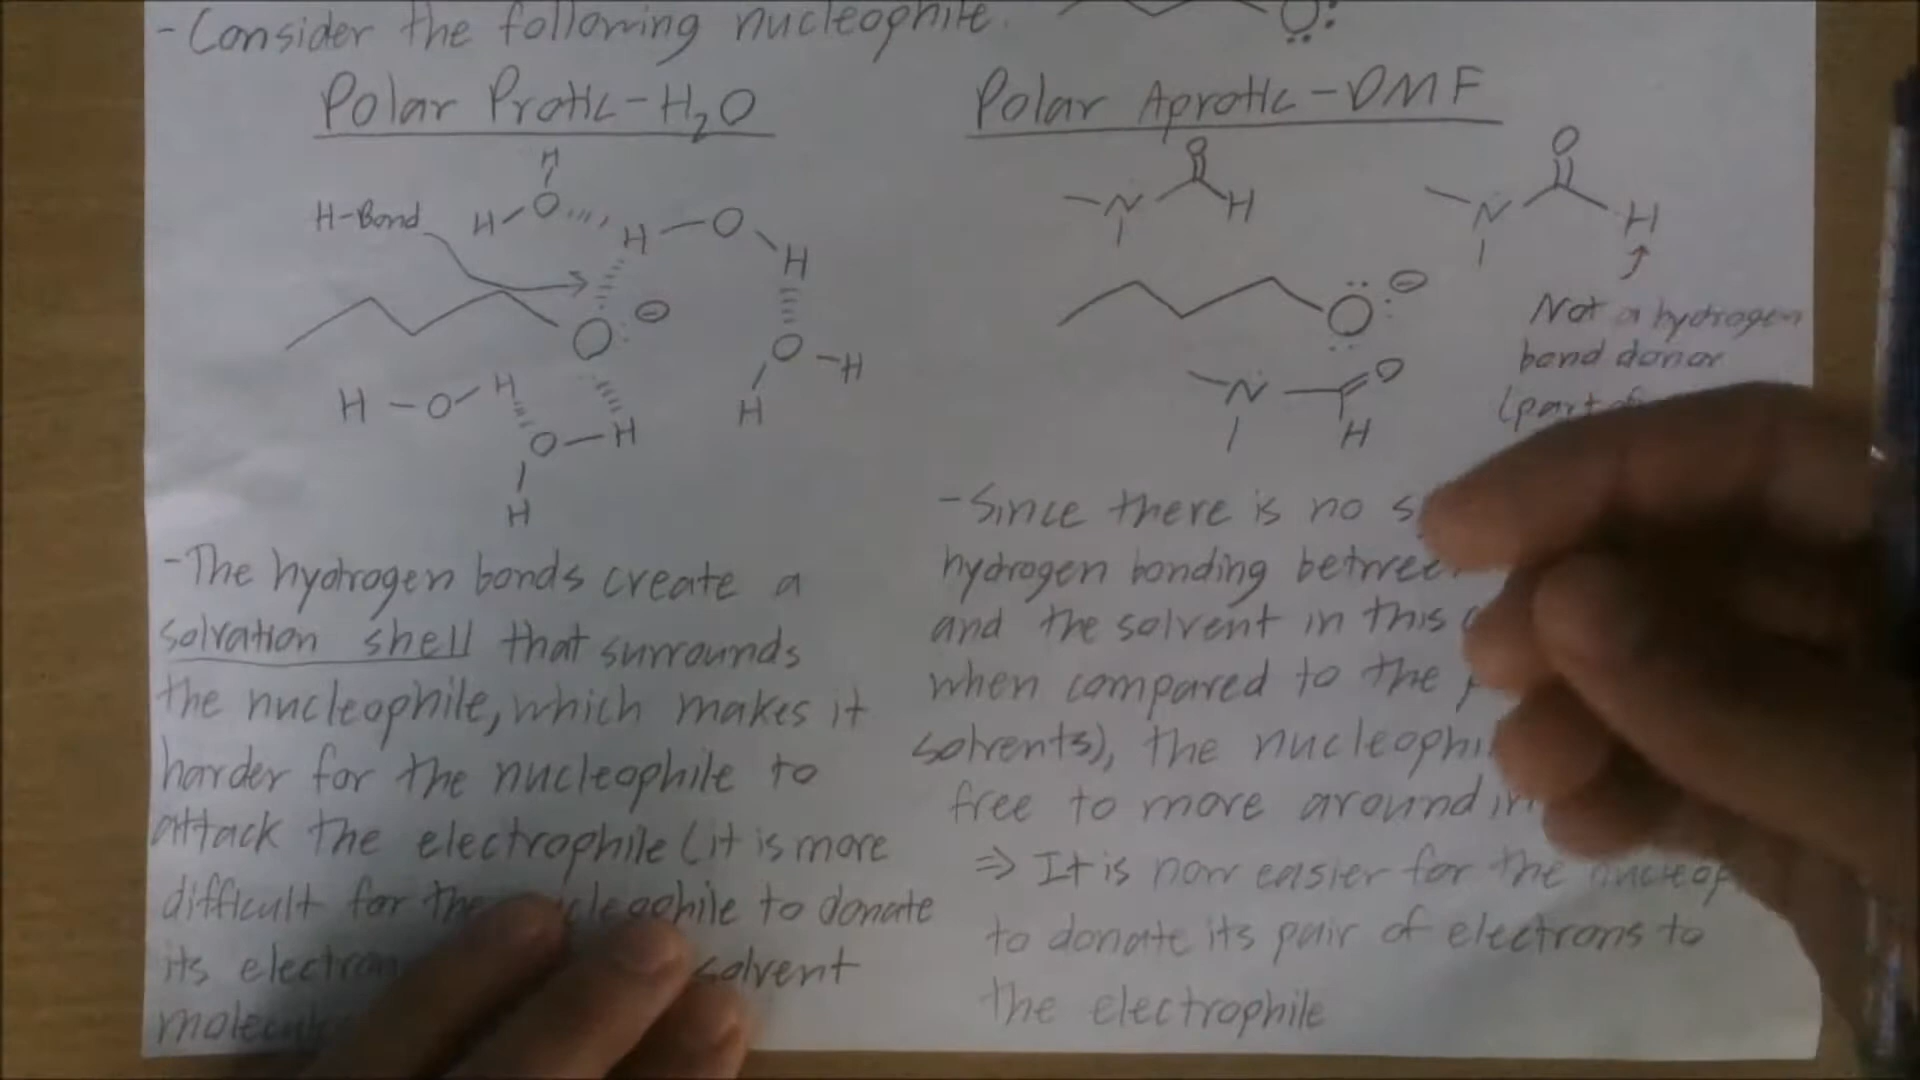 - Consider the following nucleophile.
Polar Protic - H₂O
H
H-Bond H O H O H
O ⊖
O H
H O H
H
O H
H
- The hydrogen bonds create a
solvation shell that surrounds
the nucleophile, which makes it
harder for the nucleophile to
attack the electrophile (it is more
difficult for the to donate
its solvent
Polar Aprotic - DMF
O O
N H N H
O ⊖
N O
H
Not a hydrogen
bond donor
(part of
- Since there is no
hydrogen bonding
and the solvent in this
when compared to the
solvents), the
free to move around in
⇒ It is now easier for the
to donate its pair of electrons to
the electrophile